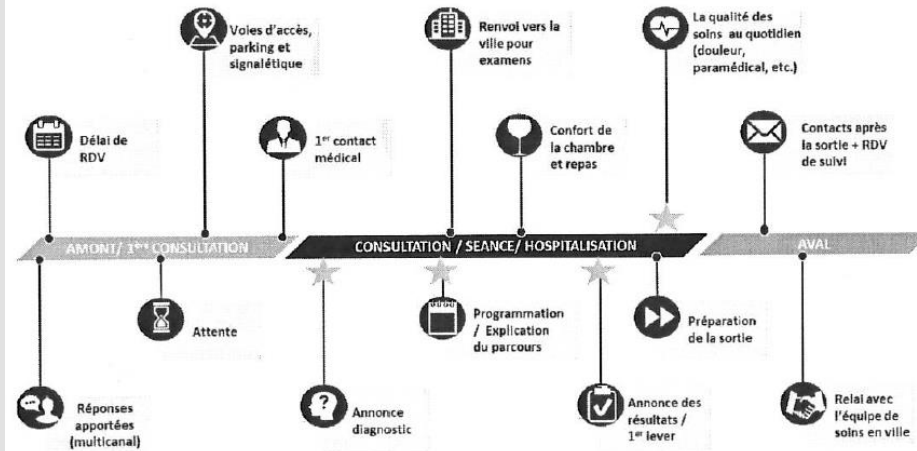 Voies d'accès,
parking et
signalétique
Renvoi vers la
ville pour
examens
La qualité des
soins au quotidien
(douleur,
paramédical, etc.)
Délai de
RDV
1er contact
médical
Confort de
la chambre
et repas
Contacts après
la sortie + RDV
de suivi
AMONT/ 1ère CONSULTATION
CONSULTATION / SEANCE/ HOSPITALISATION
AVAL
Attente
Programmation
/ Explication
du parcours
Préparation
de la sortie
Réponses
apportées
(multicanal)
Annonce
diagnostic
Annonce des
résultats /
1er lever
Relai avec
l'équipe de
soins en ville